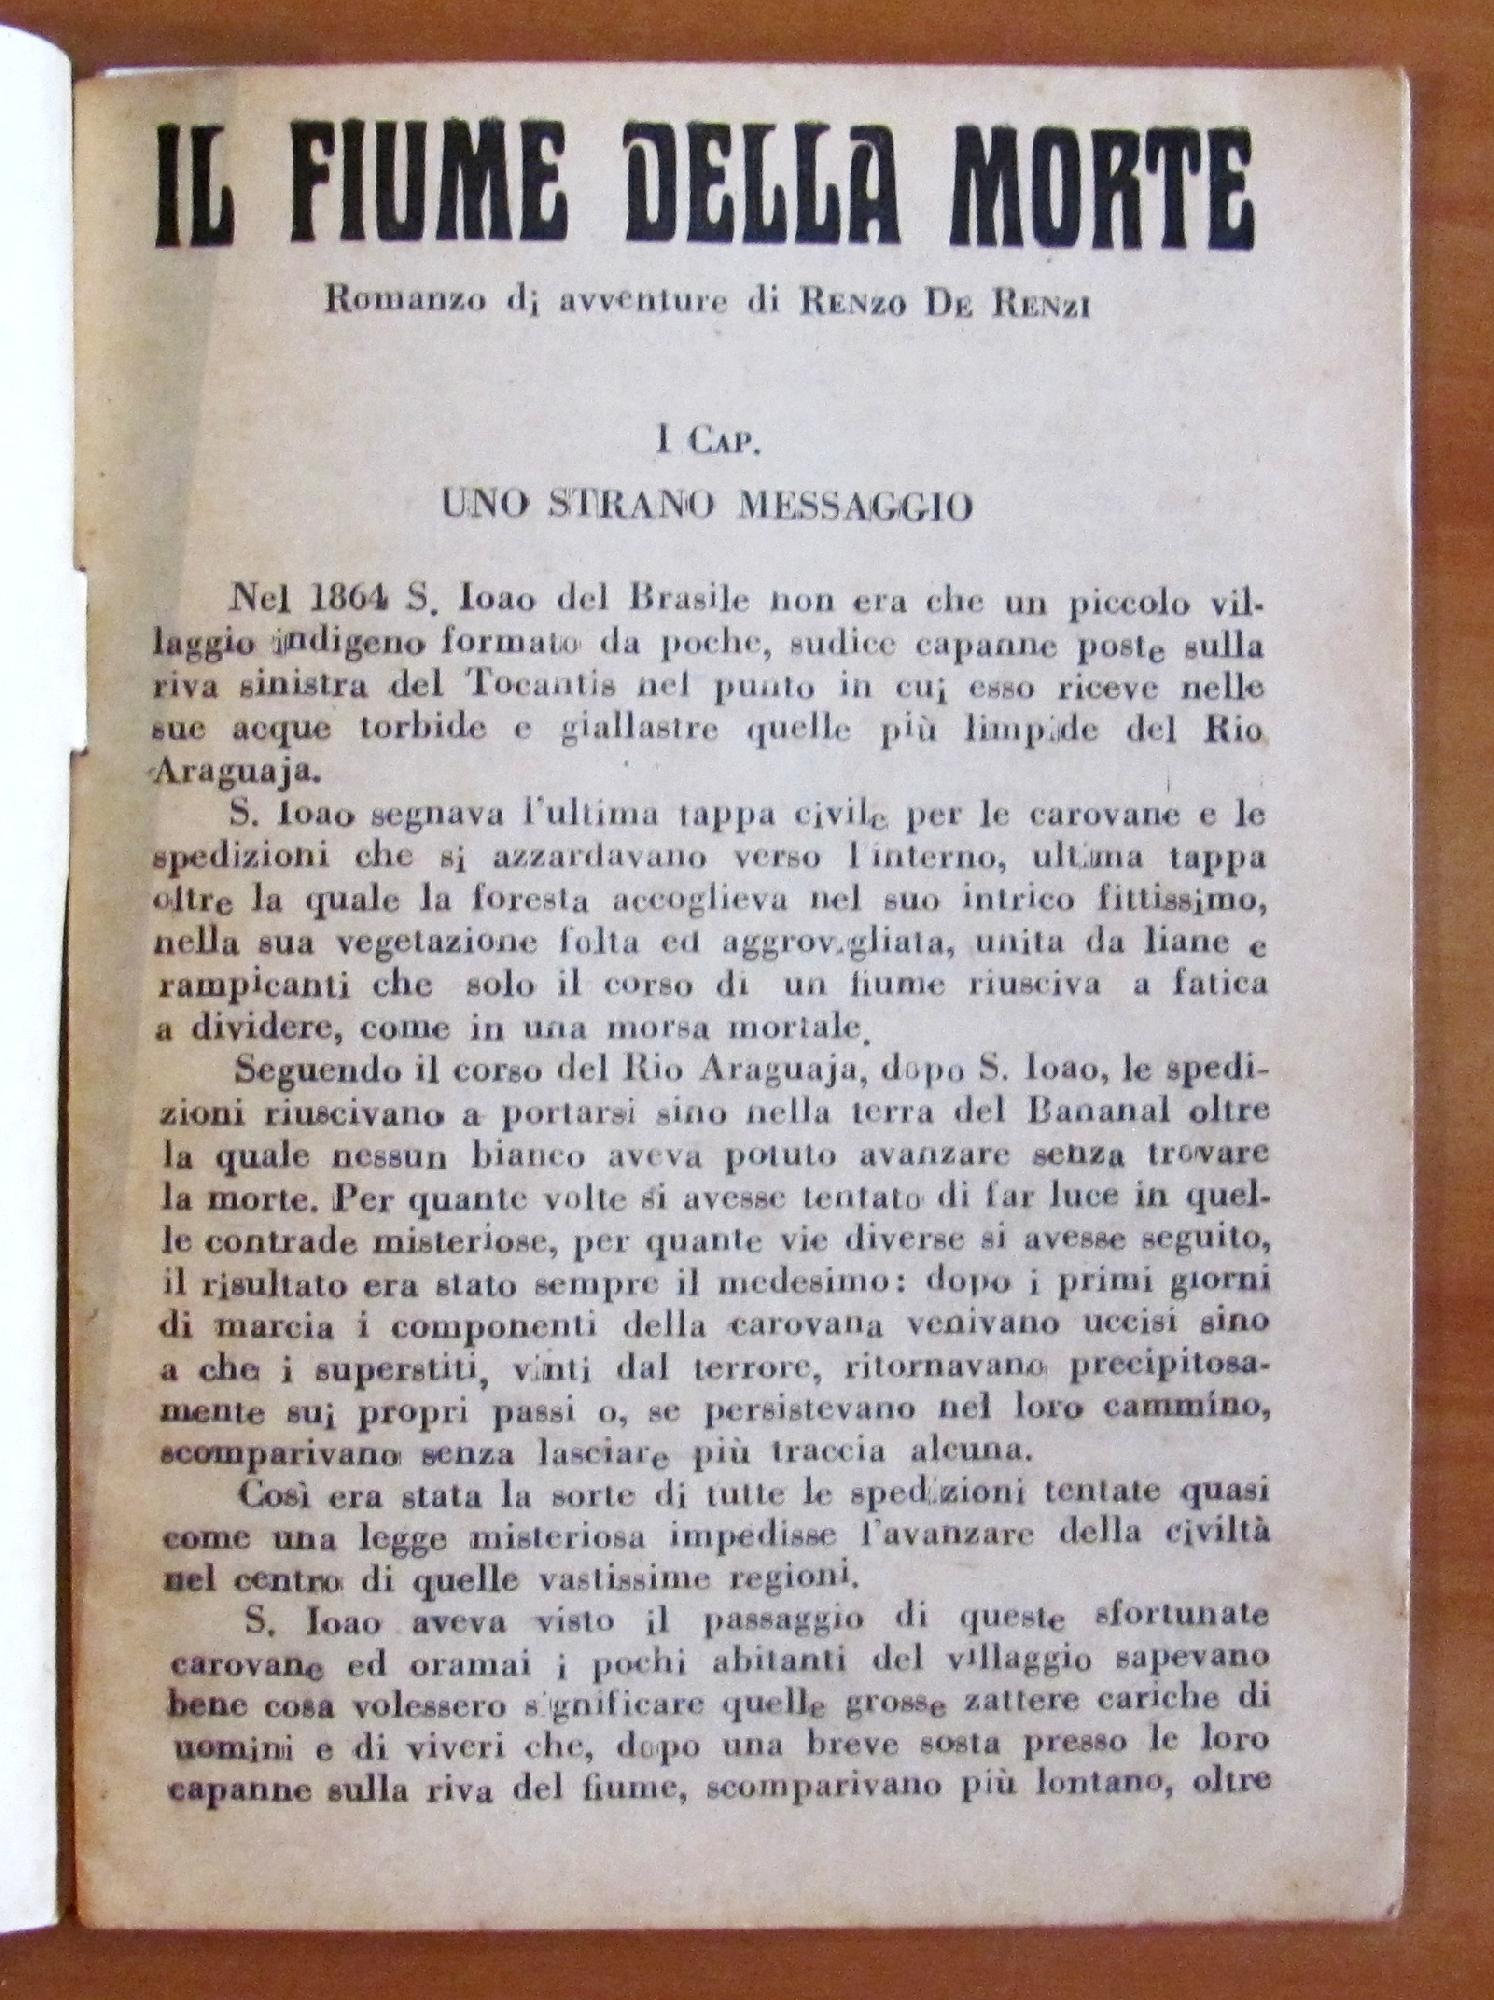 IL FIUME DELLA MORTE
Romanzo di avventure di RENZO DE RENZI
I CAP.
UNO STRANO MESSAGGIO
Nel 1864 S. Ioao del Brasile non era che un piccolo vil-
laggio indigeno formato da poche, sudice capanne poste sulla
riva sinistra del Tocantis nel punto in cui esso riceve nelle
sue acque torbide e giallastre quelle più limpide del Rio
Araguaja.
S. Ioao segnava l'ultima tappa civile per le carovane e le
spedizioni che si azzardavano verso l'interno, ultima tappa
oltre la quale la foresta accoglieva nel suo intrico fittissimo,
nella sua vegetazione folta ed aggrovigliata, unita da liane e
rampicanti che solo il corso di un fiume riusciva a fatica
a dividere, come in una morsa mortale.
Seguendo il corso del Rio Araguaja, dopo S. Ioao, le spedi-
zioni riuscivano a portarsi sino nella terra del Bananal oltre
la quale nessun bianco aveva potuto avanzare senza trovare
la morte. Per quante volte si avesse tentato di far luce in quel-
le contrade misteriose, per quante vie diverse si avesse seguito,
il risultato era stato sempre il medesimo: dopo i primi giorni
di marcia i componenti della carovana venivano uccisi sino
a che i superstiti, vinti dal terrore, ritornavano precipitosa-
mente sui propri passi o, se persistevano nel loro cammino,
scomparivano senza lasciare più traccia alcuna.
Così era stata la sorte di tutte le spedizioni tentate quasi
come una legge misteriosa impedisse l'avanzare della civiltà
nel centro di quelle vastissime regioni.
S. Ioao aveva visto il passaggio di queste sfortunate
carovane ed oramai i pochi abitanti del villaggio sapevano
bene cosa volessero significare quelle grosse zattere cariche di
uomini e di viveri che, dopo una breve sosta presso le loro
capanne sulla riva del fiume, scomparivano più lontano, oltre